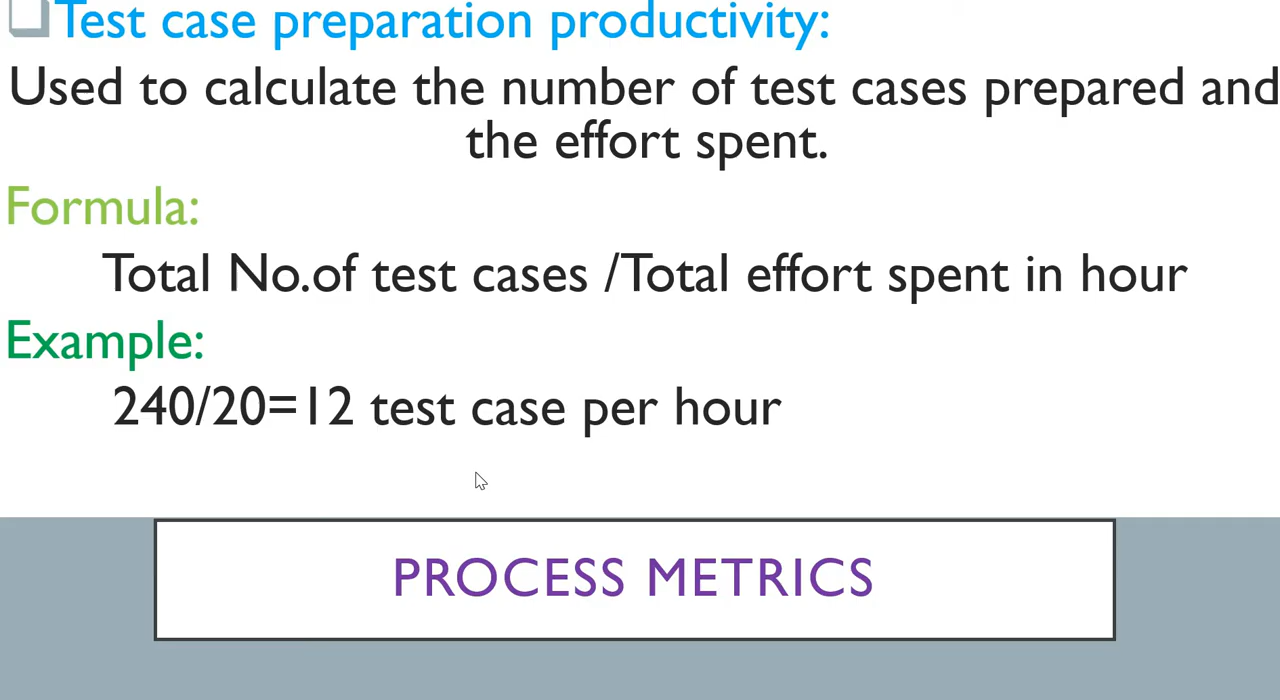 Test case preparation productivity:
Used to calculate the number of test cases prepared and
the effort spent.
Formula:
Total No.of test cases /Total effort spent in hour
Example:
240/20=12 test case per hour
PROCESS METRICS